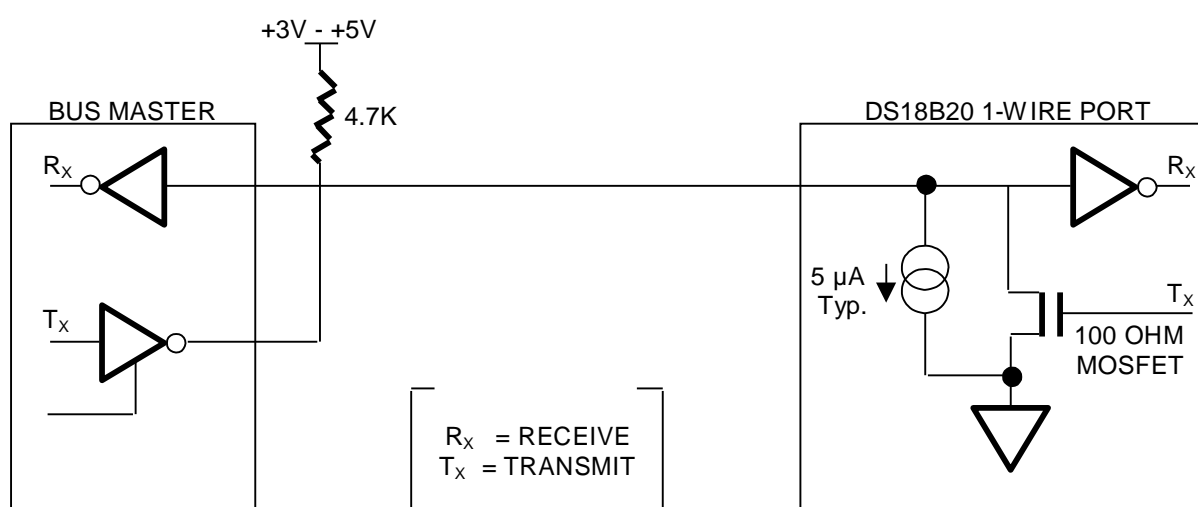 +3V - +5V
4.7K
BUS MASTER
RX
TX
DS18B20 1-WIRE PORT
RX
5 µA
Typ.
TX
100 OHM
MOSFET
RX = RECEIVE
TX = TRANSMIT